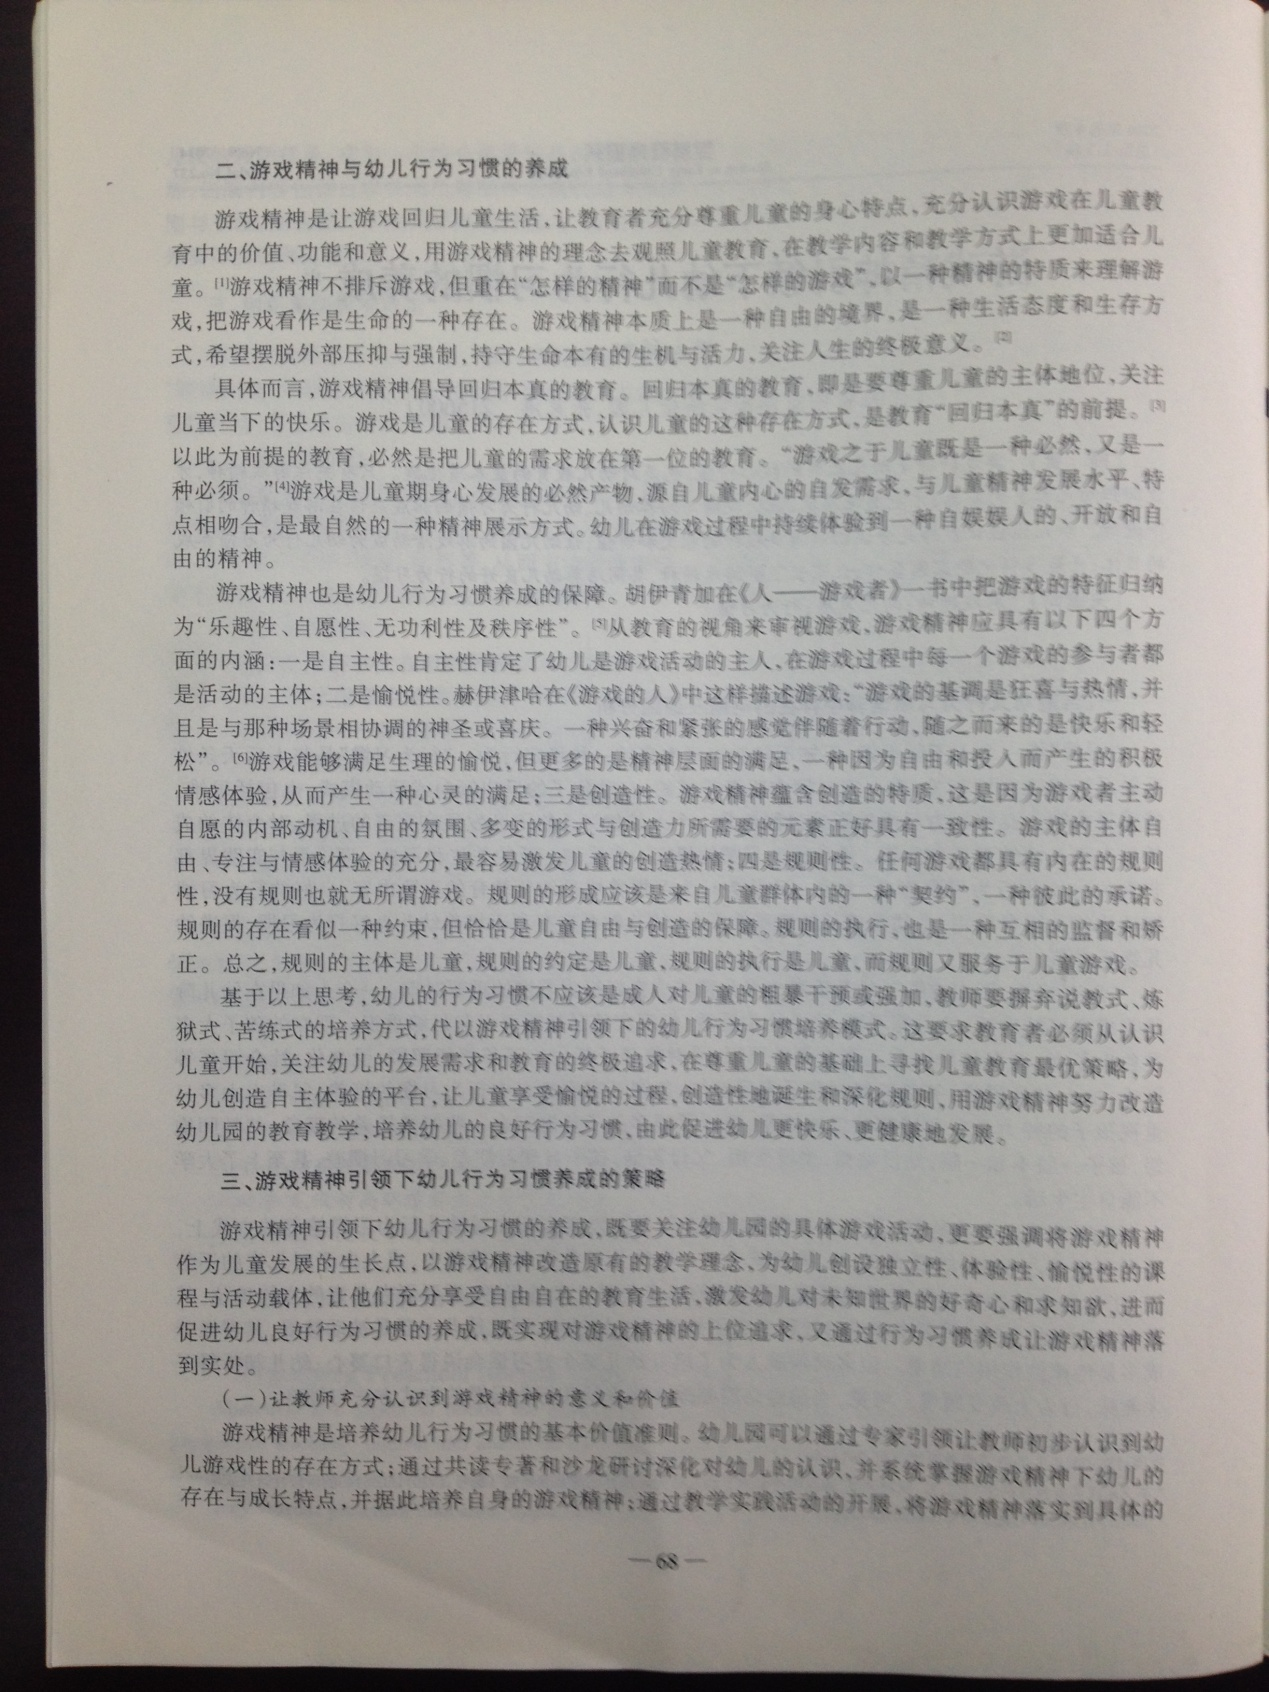 二、游戏精神与幼儿行为习惯的养成
游戏精神是让游戏回归儿童生活,让教育者充分尊重儿童的身心特点,充分认识游戏在儿童教
育中的价值、功能和意义,用游戏精神的理念去观照儿童教育,在教学内容和教学方式上更加适合儿
童。[1]游戏精神不排斥游戏,但重在“怎样的精神”而不是“怎样的游戏”,以一种精神的特质来理解游
戏,把游戏看作是生命的一种存在。游戏精神本质上是一种自由的境界,是一种生活态度和生存方
式,希望摆脱外部压抑与强制,持守生命本有的生机与活力,关注人生的终极意义。[2]
具体而言,游戏精神倡导回归本真的教育。回归本真的教育,即是要尊重儿童的主体地位,关注
儿童当下的快乐。游戏是儿童的存在方式,认识儿童的这种存在方式,是教育“回归本真”的前提。[3]
以此为前提的教育,必然是把儿童的需求放在第一位的教育。“游戏之于儿童既是一种必然,又是一
种必须。”[4]游戏是儿童期身心发展的必然产物,源自儿童内心的自发需求,与儿童精神发展水平、特
点相吻合,是最自然的一种精神展示方式。幼儿在游戏过程中持续体验到一种自娱娱人的、开放和自
由的精神。
游戏精神也是幼儿行为习惯养成的保障。胡伊青加在《人——游戏者》一书中把游戏的特征归纳
为“乐趣性、自愿性、无功利性及秩序性”。[5]从教育的视角来审视游戏,游戏精神应具有以下四个方
面的内涵:一是自主性。自主性肯定了幼儿是游戏活动的主人,在游戏过程中每一个游戏的参与者都
是活动的主体;二是愉悦性。赫伊津哈在《游戏的人》中这样描述游戏:“游戏的基调是狂喜与热情,并
且是与那种场景相协调的神圣或喜庆。一种兴奋和紧张的感觉伴随着行动,随之而来的是快乐和轻
松”。[6]游戏能够满足生理的愉悦,但更多的是精神层面的满足,一种因为自由和投入而产生的积极
情感体验,从而产生一种心灵的满足;三是创造性。游戏精神蕴含创造的特质,这是因为游戏者主动
自愿的内部动机、自由的氛围、多变的形式与创造力所需要的元素正好具有一致性。游戏的主体自
由、专注与情感体验的充分,最容易激发儿童的创造热情;四是规则性。任何游戏都具有内在的规则
性,没有规则也就无所谓游戏。规则的形成应该是来自儿童群体内的一种“契约”,一种彼此的承诺。
规则的存在看似一种约束,但恰恰是儿童自由与创造的保障。规则的执行,也是一种互相的监督和矫
正。总之,规则的主体是儿童,规则的约定是儿童,规则的执行是儿童,而规则又服务于儿童游戏。
基于以上思考,幼儿的行为习惯不应该是成人对儿童的粗暴干预或强加,教师要摒弃说教式、炼
狱式、苦练式的培养方式,代以游戏精神引领下的幼儿行为习惯培养模式。这要求教育者必须从认识
儿童开始,关注幼儿的发展需求和教育的终极追求,在尊重儿童的基础上寻找儿童教育最优策略,为
幼儿创造自主体验的平台,让儿童享受愉悦的过程,创造性地诞生和深化规则,用游戏精神努力改造
幼儿园的教育教学,培养幼儿的良好行为习惯,由此促进幼儿更快乐、更健康地发展。
三、游戏精神引领下幼儿行为习惯养成的策略
游戏精神引领下幼儿行为习惯的养成,既要关注幼儿园的具体游戏活动,更要强调将游戏精神
作为儿童发展的生长点,以游戏精神改造原有的教学理念,为幼儿创设独立性、体验性、愉悦性的课
程与活动载体,让他们充分享受自由自在的教育生活,激发幼儿对未知世界的好奇心和求知欲,进而
促进幼儿良好行为习惯的养成,既实现对游戏精神的上位追求,又通过行为习惯养成让游戏精神落
到实处。
(一)让教师充分认识到游戏精神的意义和价值
游戏精神是培养幼儿行为习惯的基本价值准则。幼儿园可以通过专家引领让教师初步认识到幼
儿游戏性的存在方式;通过共读专著和沙龙研讨深化对幼儿的认识,并系统掌握游戏精神下幼儿的
存在与成长特点,并据此培养自身的游戏精神;通过教学实践活动的开展,将游戏精神落实到具体的
—68—